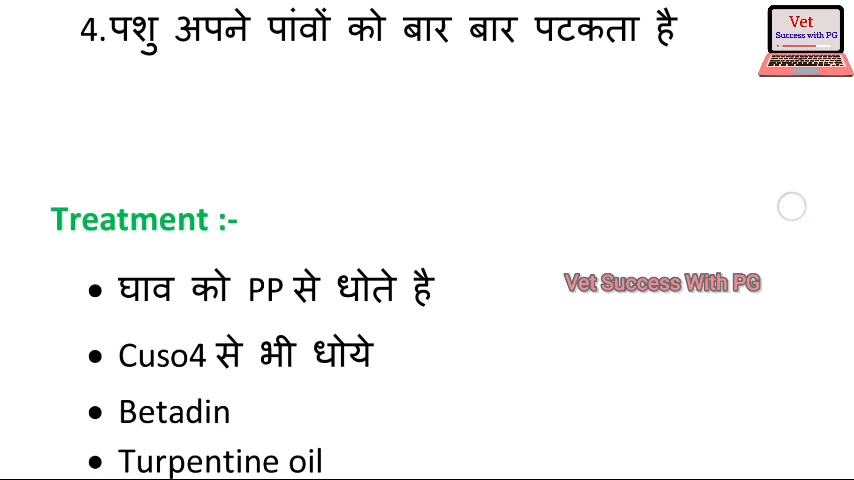 4.पशु अपने पांवों को बार बार पटकता है
Vet
Success with PG
Treatment :-
• घाव को PP से धोते है
Vet Success With PG
• Cuso4 से भी धोये
• Betadin
• Turpentine oil